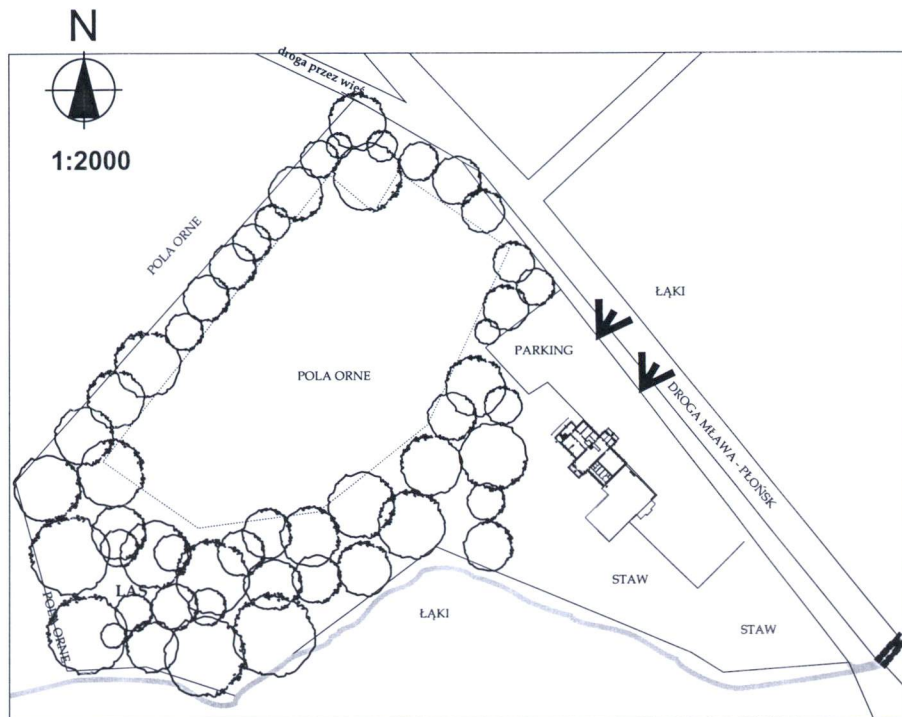 N
droga przez wieś
1:2000
POLA ORNE
ŁĄKI
PARKING
POLA ORNE
DROGA MŁAWA - PŁOŃSK
LAS
STAW
POLA ORNE
ŁĄKI
STAW